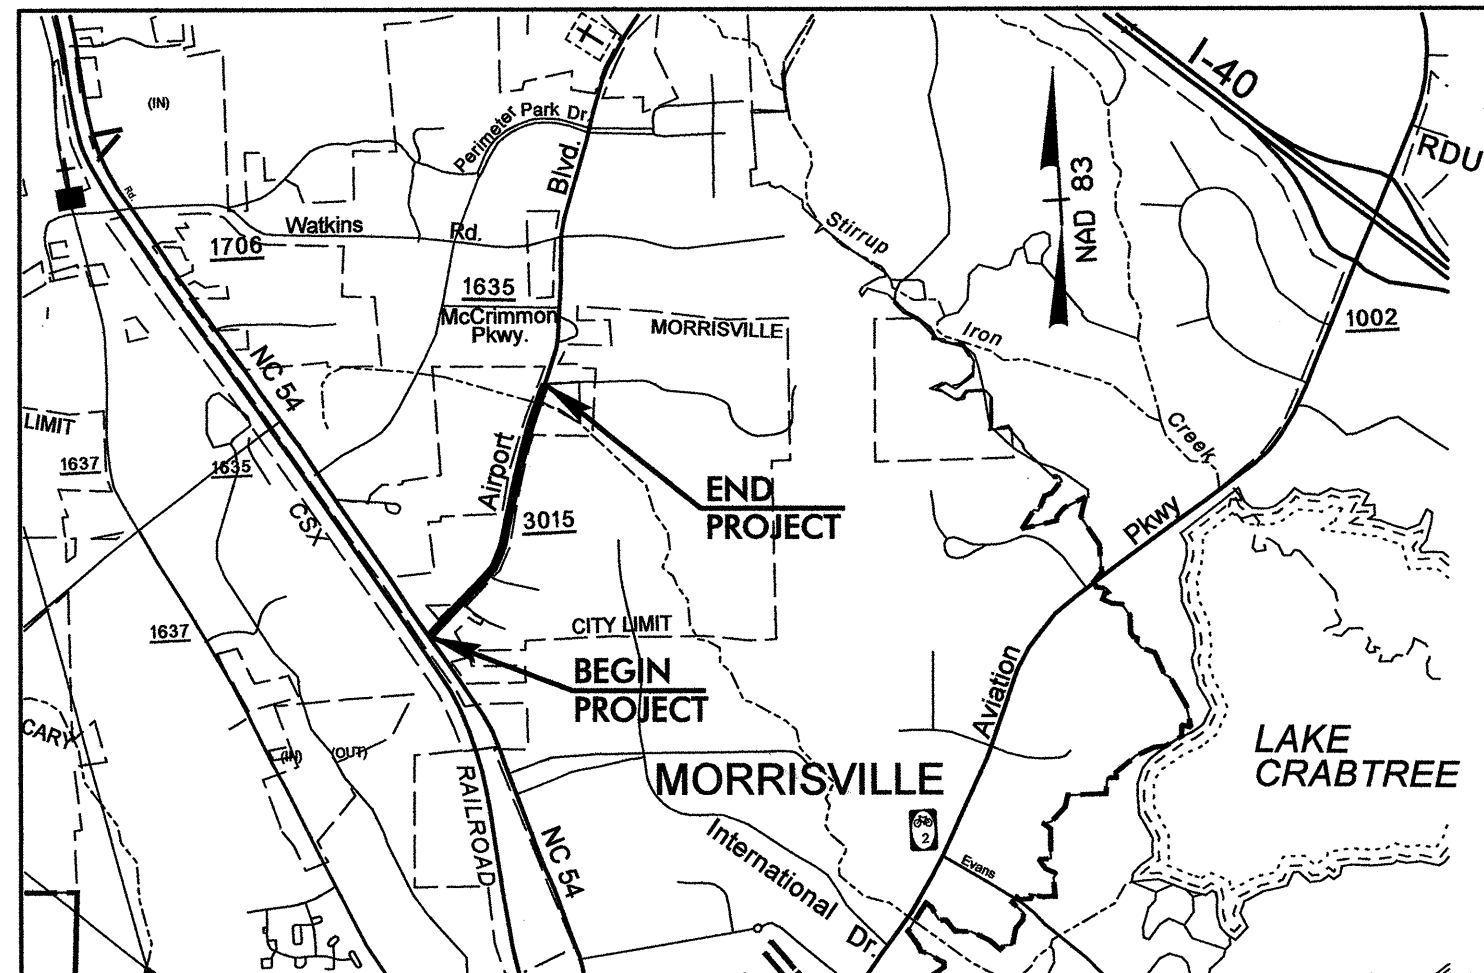 I-40
(IN)
Perimeter Park Dr.
RDU
Blvd.
NAD 83
Rd.
Watkins
Rd.
1706
Stirrup
1635
McCrimmon
Pkwy.
MORRISVILLE
Iron
1002
NC 54
LIMIT
Creek
1637
1635
Airport
END
PROJECT
CSX
3015
Pkwy
1637
CITY LIMIT
BEGIN
PROJECT
Aviation
CARY
(IN)
(OUT)
LAKE
CRABTREE
MORRISVILLE
RAILROAD
NC 54
2
International
Dr.
Evans